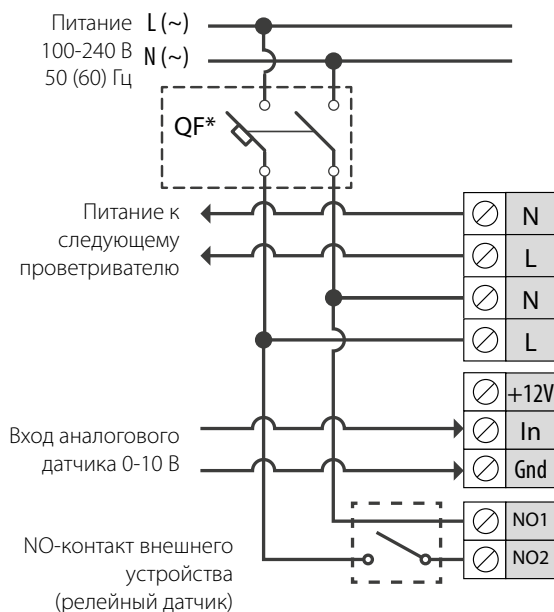 Питание L (~)
100-240 В N (~)
50 (60) Гц
QF*
Питание к
следующему
проветривателю
N
L
N
L
+12V
Вход аналогового
датчика 0-10 В
In
Gnd
NO-контакт внешнего
устройства
(релейный датчик)
NO1
NO2